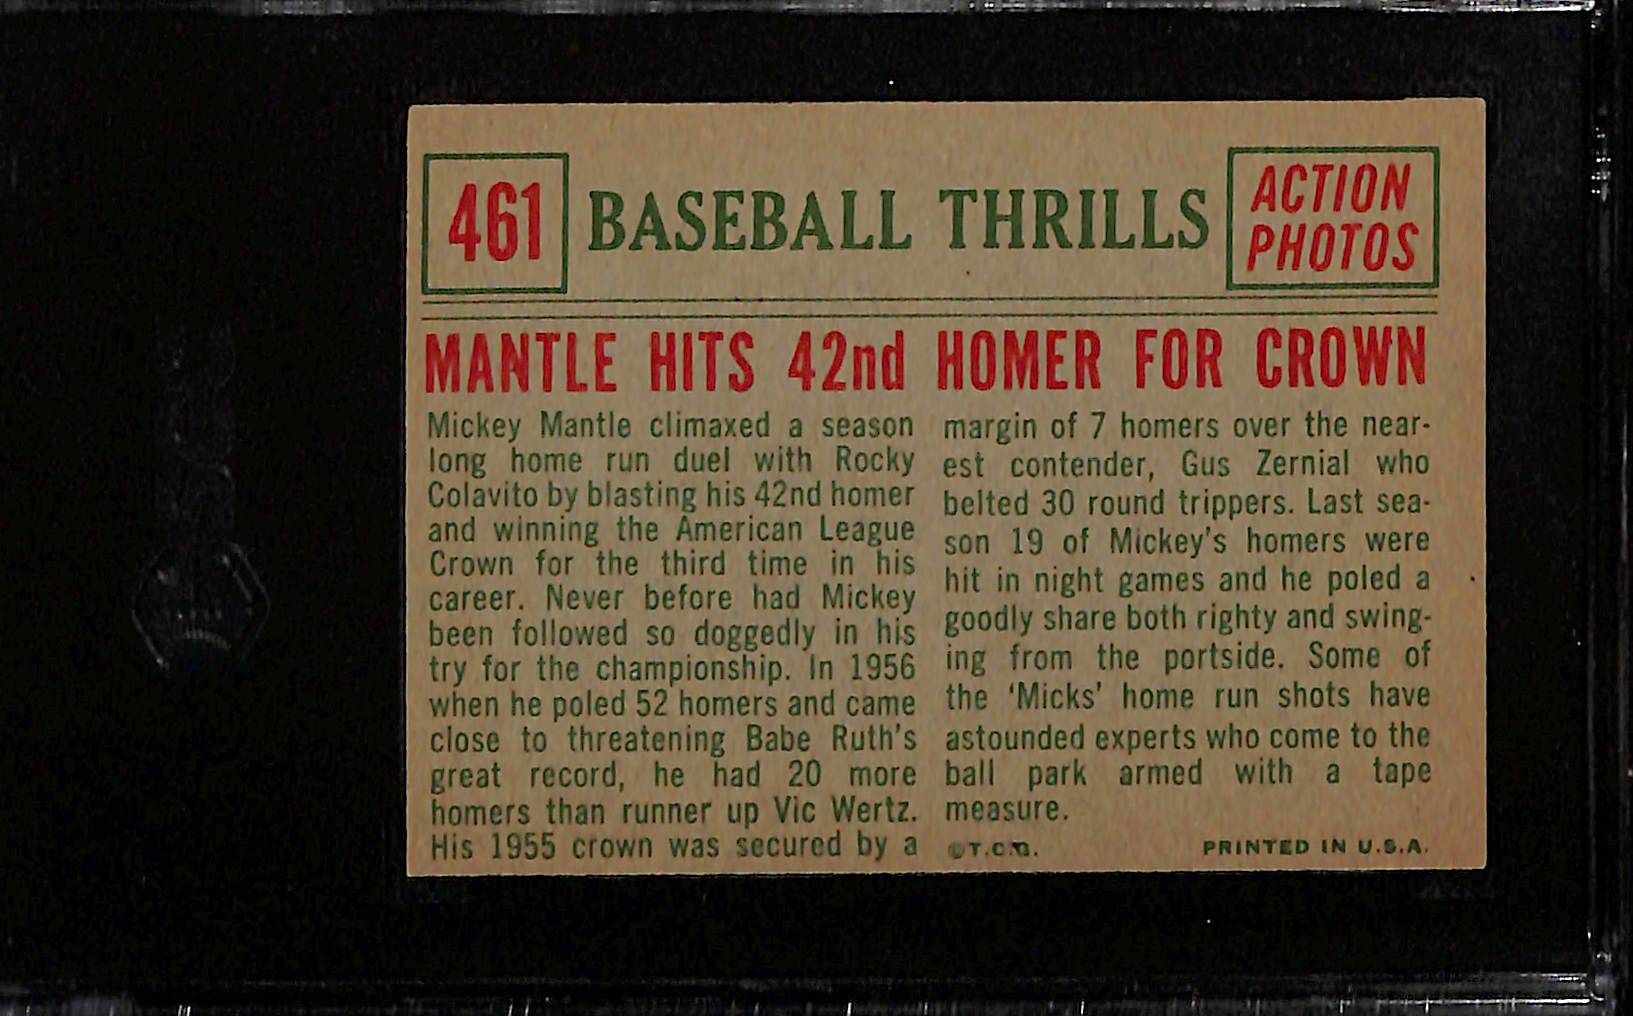 461
BASEBALL THRILLS
ACTION
PHOTOS
MANTLE HITS 42nd HOMER FOR CROWN
Mickey Mantle climaxed a season
long home run duel with Rocky
Colavito by blasting his 42nd homer
and winning the American League
Crown for the third time in his
career. Never before had Mickey
been followed so doggedly in his
try for the championship. In 1956
when he poled 52 homers and came
close to threatening Babe Ruth's
great record, he had 20 more
homers than runner up Vic Wertz.
His 1955 crown was secured by a
margin of 7 homers over the near-
est contender, Gus Zernial who
belted 30 round trippers. Last sea-
son 19 of Mickey's homers were
hit in night games and he poled a
goodly share both righty and swing-
ing from the portside. Some of
the 'Micks' home run shots have
astounded experts who come to the
ball park armed with a tape
measure.
©T.C.G.
PRINTED IN U.S.A.